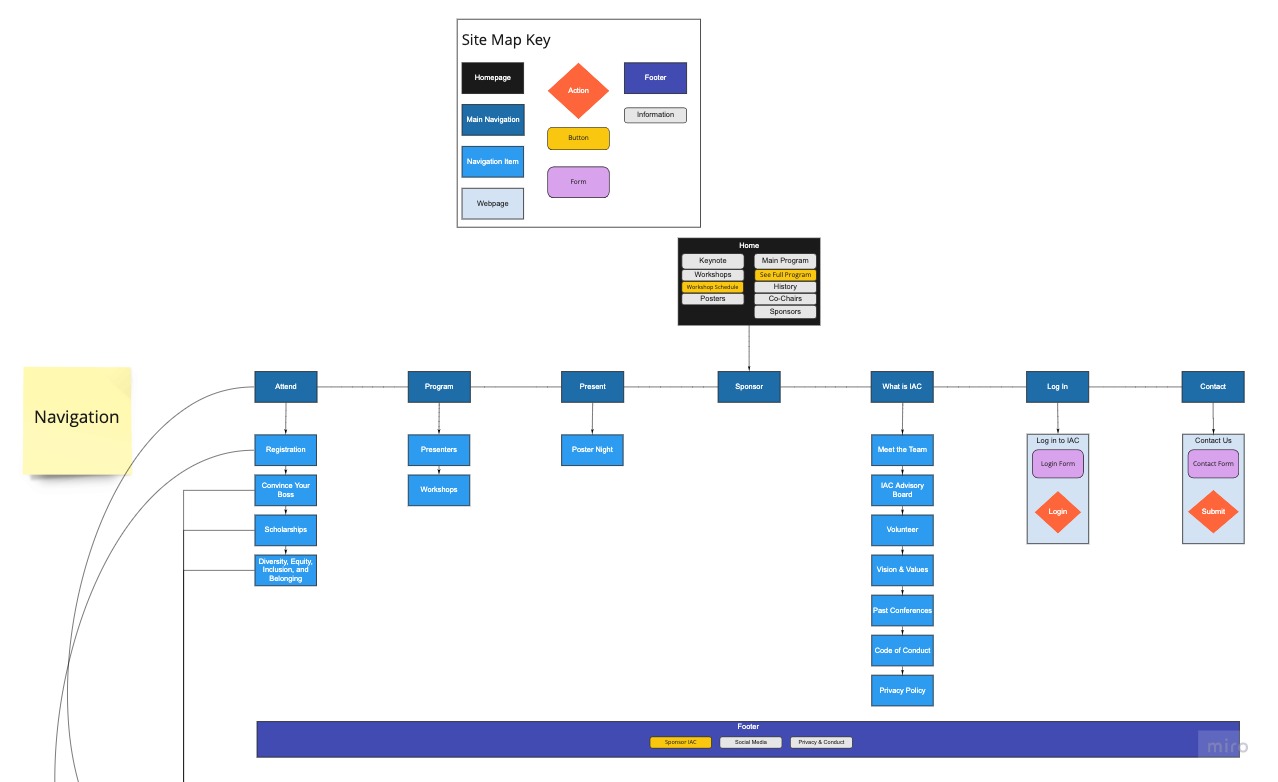 Site Map Key
Homepage
Main Navigation
Navigation Item
Webpage
Action
Button
Form
Footer
Information
Home
Keynote
Workshops
Workshop Schedule
Posters
Main Program
See Full Program
History
Co-Chairs
Sponsors
Navigation
Attend
Program
Present
Sponsor
What is IAC
Log In
Contact
Registration
Convince Your
Boss
Scholarships
Diversity, Equity,
Inclusion, and
Belonging
Presenters
Workshops
Poster Night
Meet the Team
IAC Advisory
Board
Volunteer
Vision & Values
Past Conferences
Code of Conduct
Privacy Policy
Log in to IAC
Login Form
Login
Contact Us
Contact Form
Submit
Footer
Sponsor IAC
Social Media
Privacy & Conduct
miro